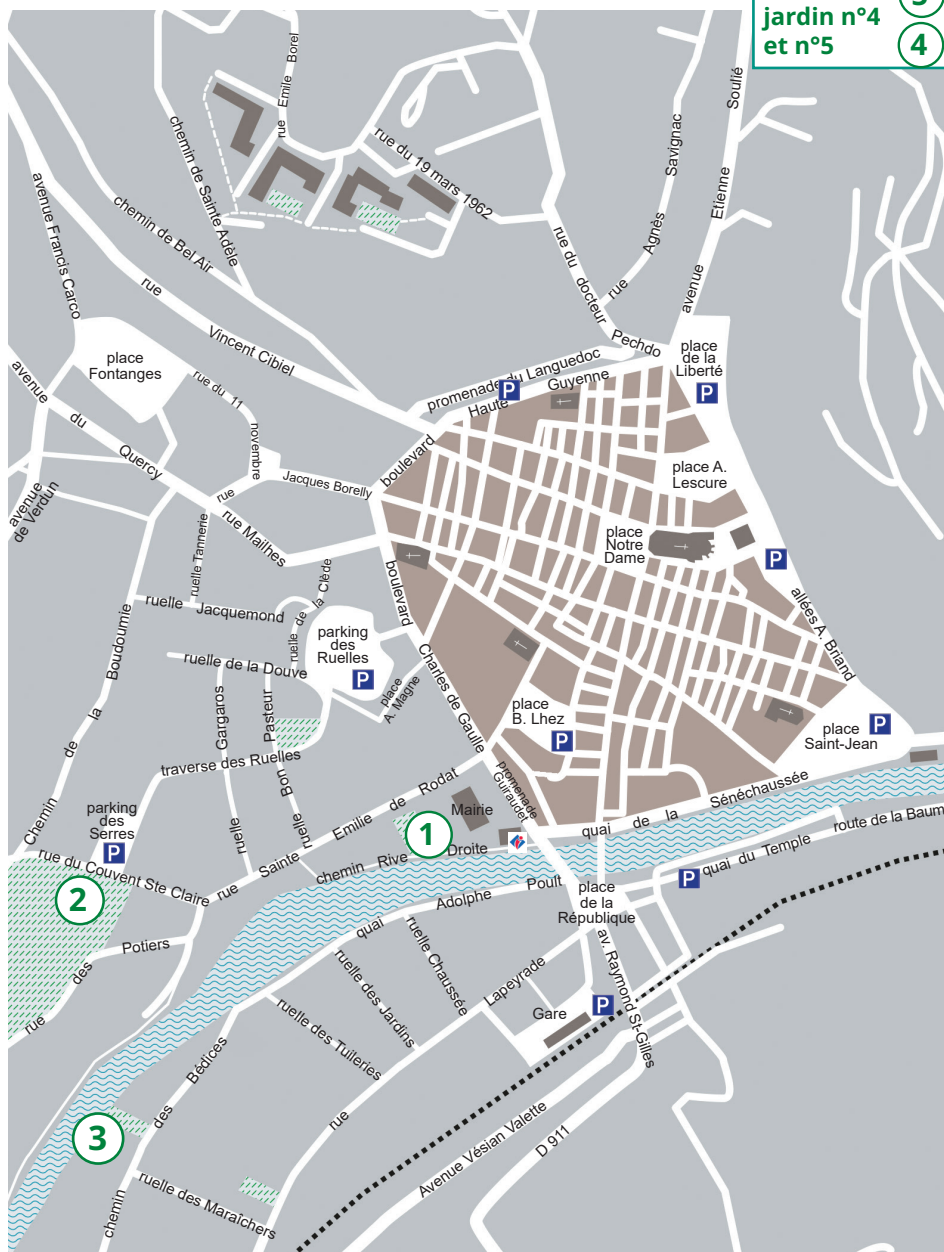 jardin n°4
et n°5
5
4
rue Emile Borel
chemin de Sainte Adèle
rue du 19 mars 1962
Savignac
Agnès
rue
Soulié
Etienne
avenue
avenue Francis Carco
chemin de Bel Air
rue
Vincent Cibiel
rue du docteur
Pechdo
place
Fontanges
place
de la
Liberté
P
promenade du Languedoc
P
Haute
Guyenne
boulevard
avenue
du
Quercy
rue du 11
novembre
rue
Jacques Borelly
avenue
de Verdun
rue Mailhes
ruelle Tannerie
place A.
Lescure
place
Notre
Dame
P
allées A. Briand
ruelle Jacquemond
ruelle de la Clède
boulevard
Charles de Gaulle
parking
des
Ruelles
P
ruelle de la Douve
place
A. Magne
Chemin de la Boudoumie
ruelle Gargaros
ruelle Bon Pasteur
traverse des Ruelles
place
B. Lhez
P
place
Saint-Jean
P
promenade
Guiraudet
parking
des
Serres
P
rue Sainte Emilie de Rodat
Mairie
1
chemin Rive Droite
quai de la Sénéchaussée
route de la Baum
quai du Temple
P
rue du Couvent Ste Claire
2
quai Adolphe Poult
place
de la
République
rue des Potiers
ruelle Chaussée
ruelle des Jardins
ruelle des Tuileries
rue Lapeyrade
Gare
P
av. Raymond St-Gilles
3
chemin des Bédices
ruelle des Maraîchers
Avenue Vésian Valette
D 911